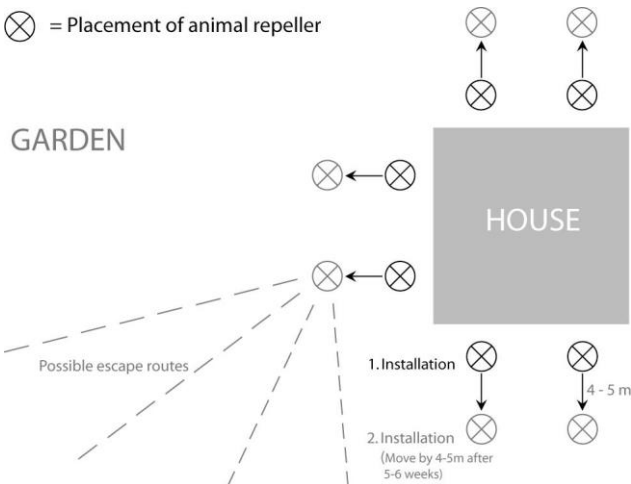 = Placement of animal repeller
GARDEN
HOUSE
Possible escape routes
1. Installation
4 - 5 m
2. Installation
(Move by 4-5m after
5-6 weeks)